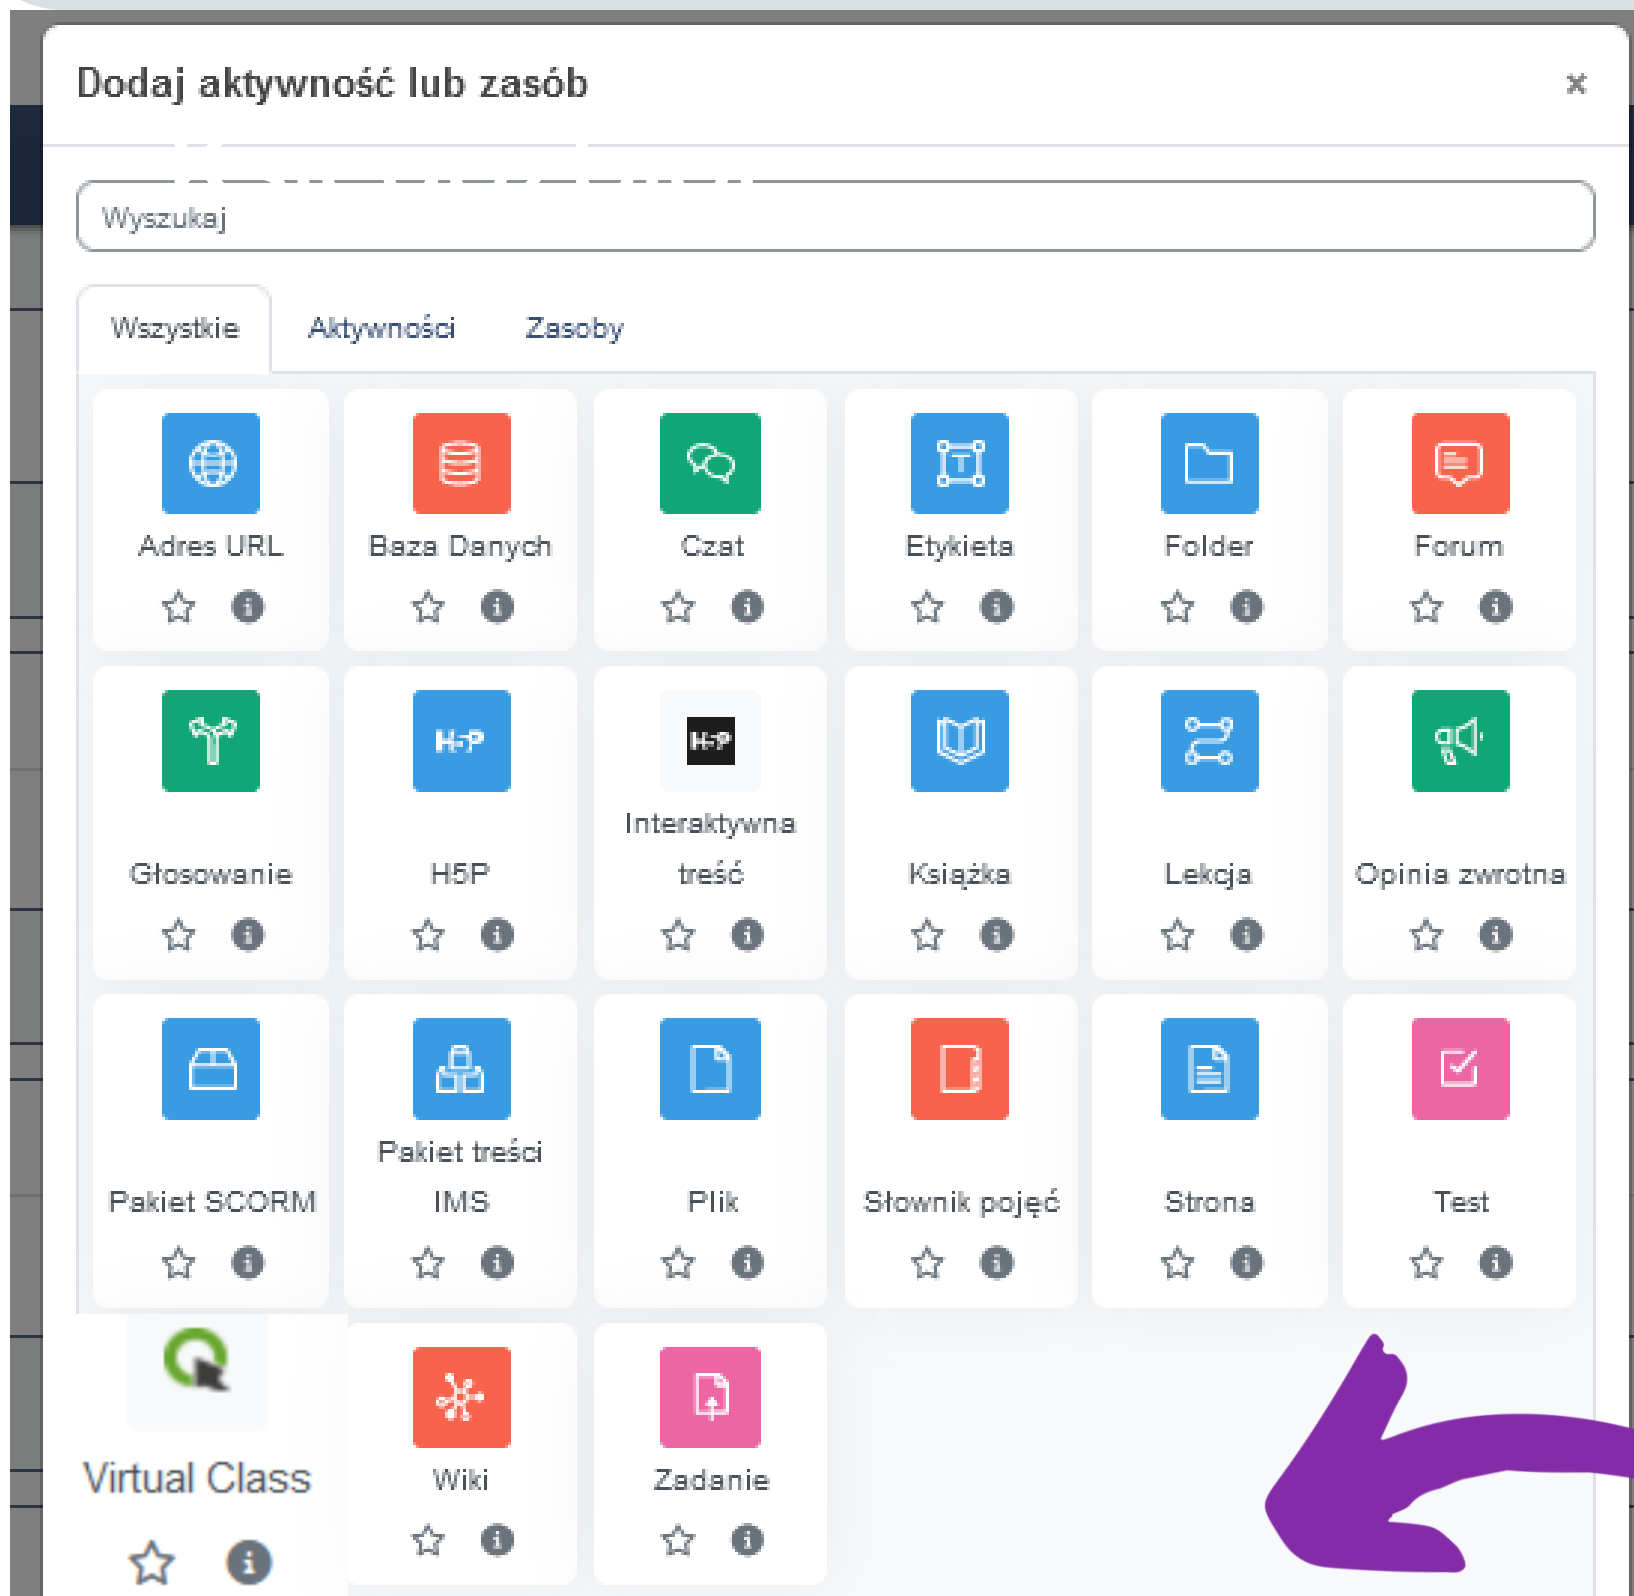 Dodaj aktywność lub zasób
Wyszukaj
Wszystkie Aktywności Zasoby
Adres URL Baza Danych Czat Etykieta Folder Forum
H5P H5P
Interaktywna
Głosowanie H5P treść Książka Lekcja Opinia zwrotna
Pakiet treści
Pakiet SCORM IMS Plik Słownik pojęć Strona Test
Virtual Class Wiki Zadanie